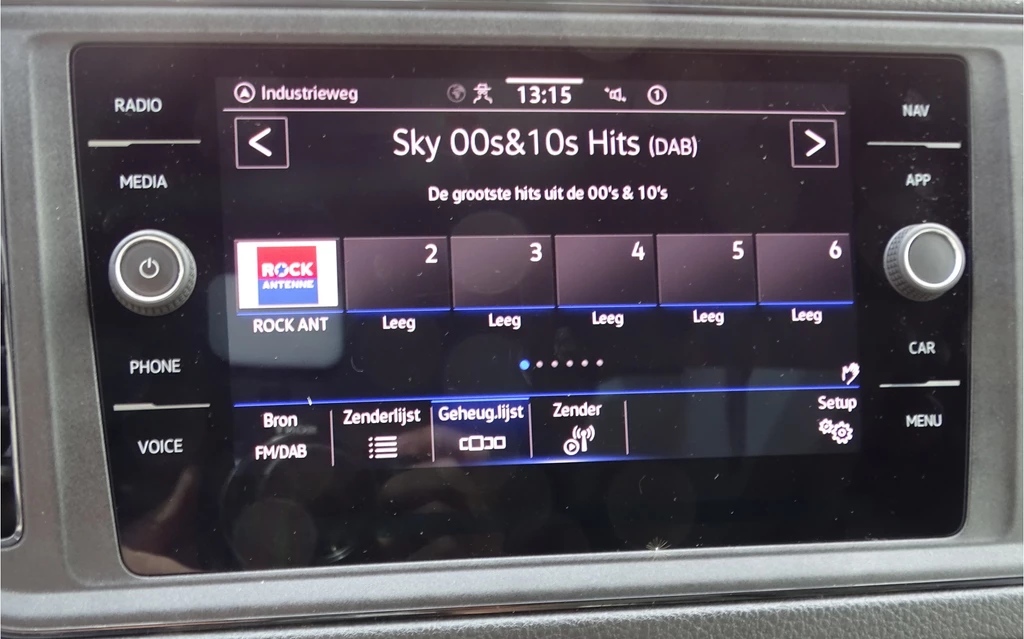 RADIO
MEDIA
PHONE
VOICE
Industrieweg
13:15
1
< Sky 00s&10s Hits (DAB) >
De grootste hits uit de 00's & 10's
ROCK
ANTENNE
2 3 4 5 6
ROCK ANT Leeg Leeg Leeg Leeg Leeg
Bron
FM/DAB
Zenderlijst
Geheug.lijst
Zender
Setup
NAV
APP
CAR
MENU